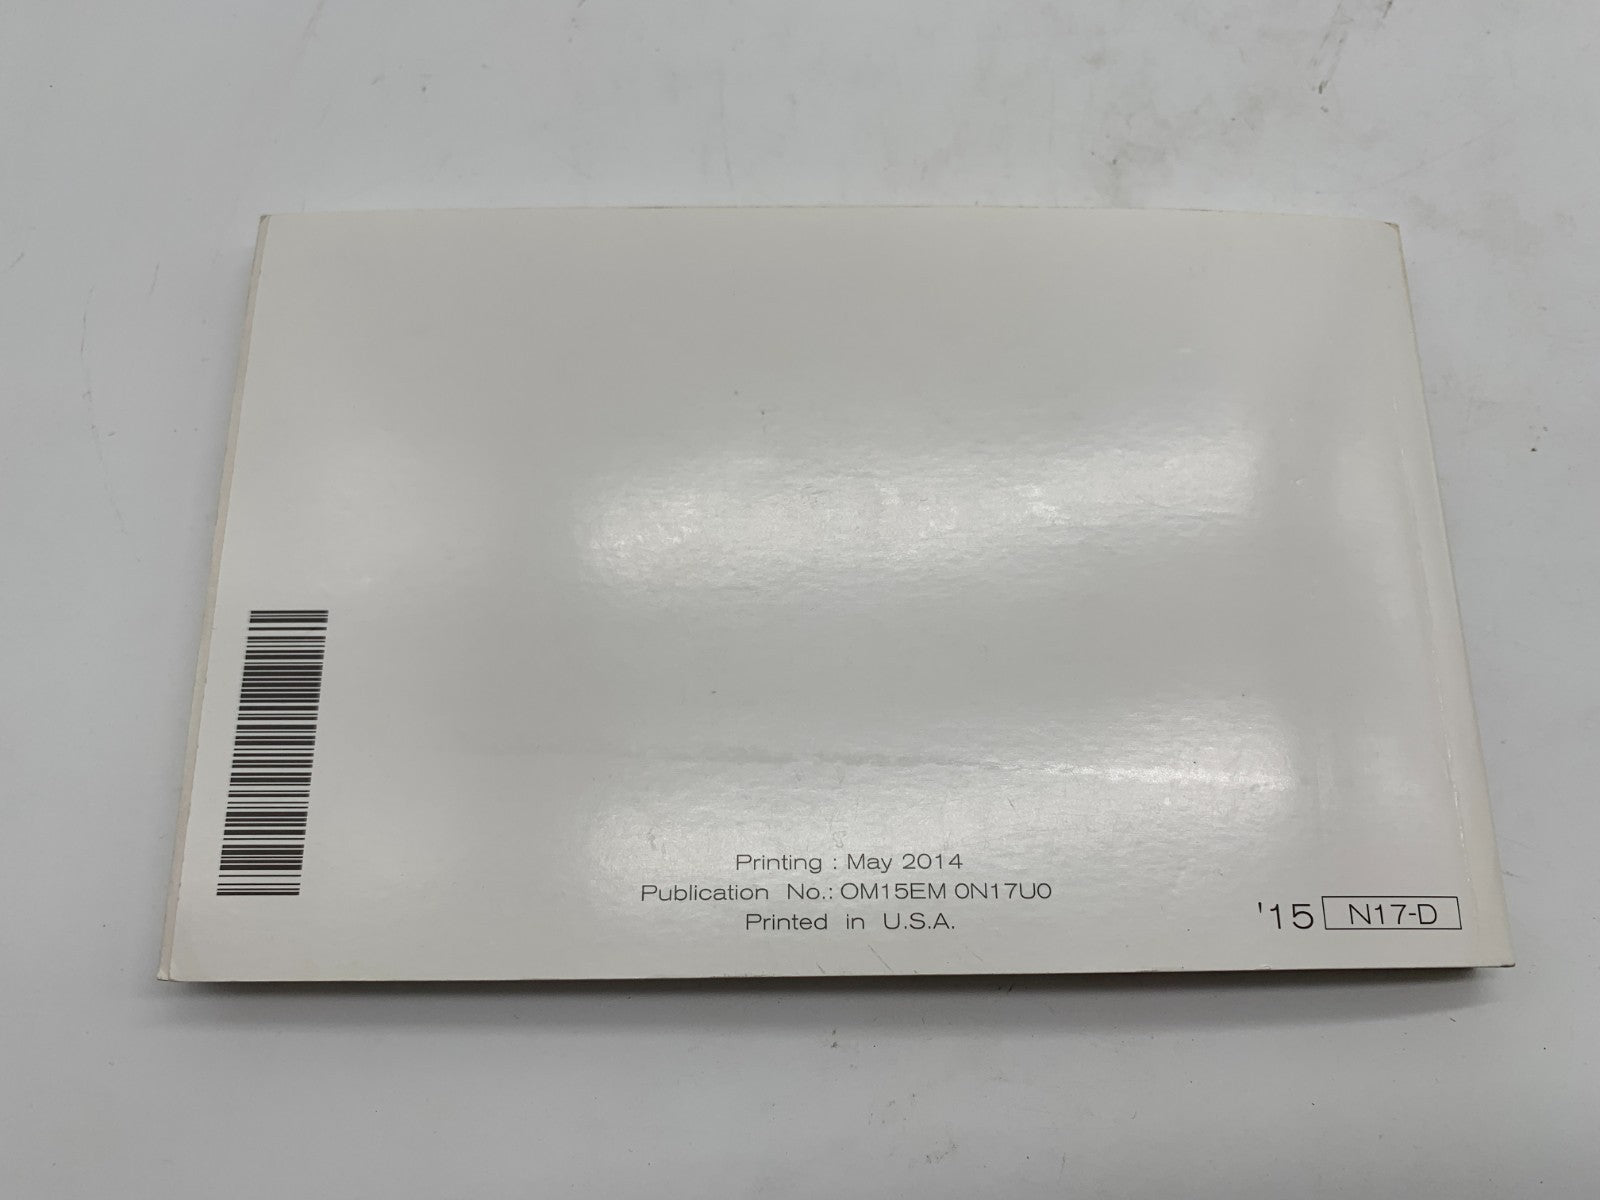 Printing : May 2014
Publication No.: OM15EM 0N17U0
Printed in U.S.A.
'15 N17-D